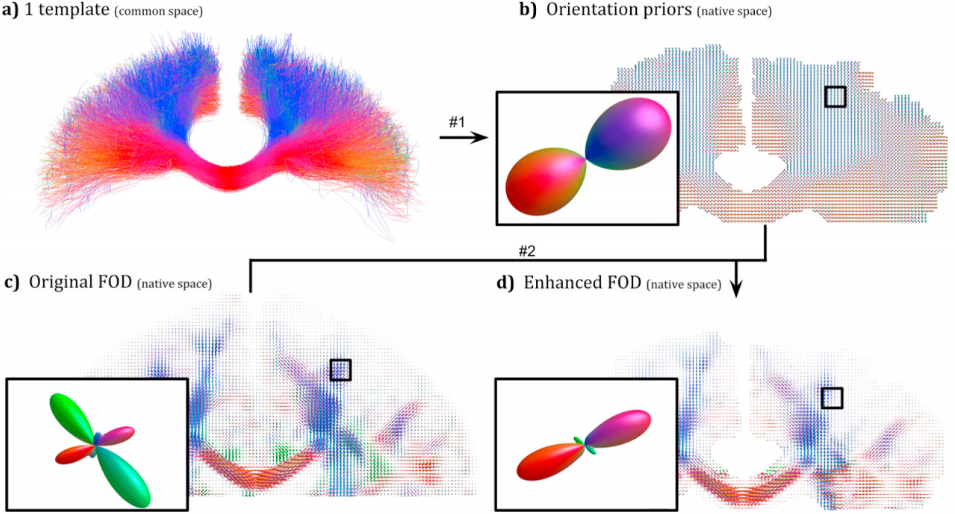 a) 1 template (common space)
b) Orientation priors (native space)
#1
#2
c) Original FOD (native space)
d) Enhanced FOD (native space)